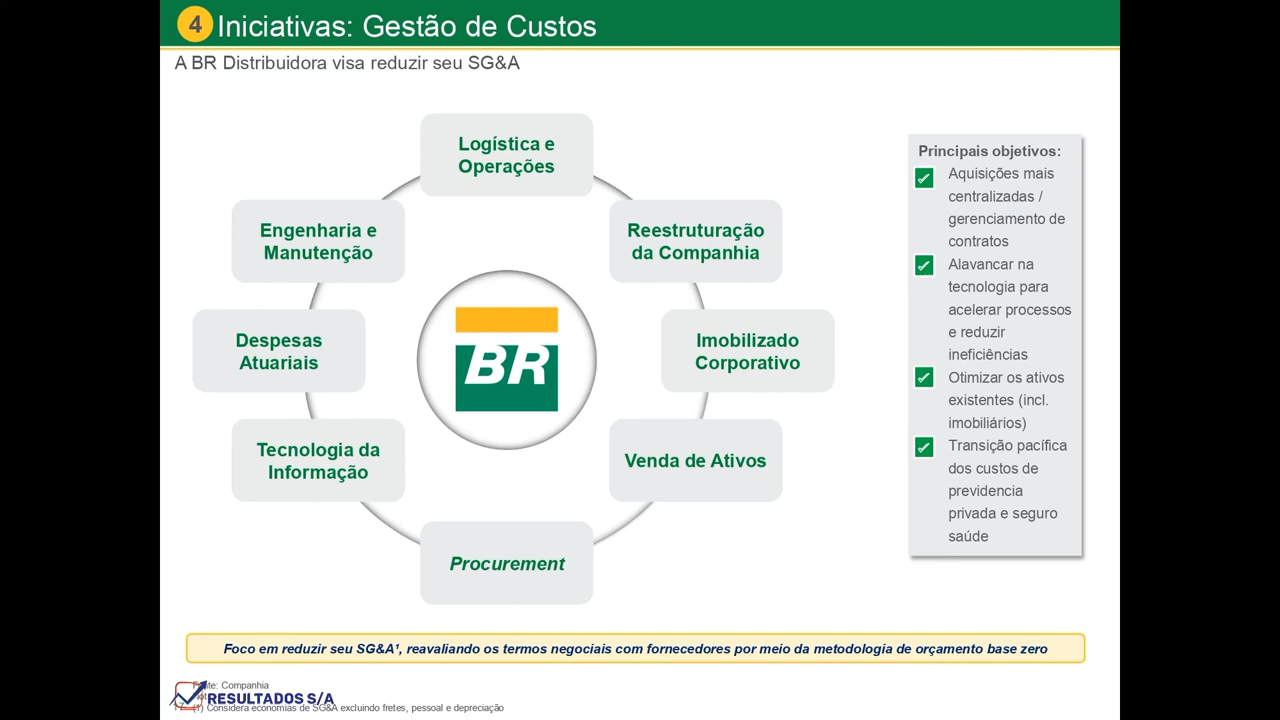 4 Iniciativas: Gestão de Custos
A BR Distribuidora visa reduzir seu SG&A
Logística e
Operações
Engenharia e
Manutenção
Reestruturação
da Companhia
Despesas
Atuariais
BR
Imobilizado
Corporativo
Tecnologia da
Informação
Venda de Ativos
Procurement
Principais objetivos:
Aquisições mais
centralizadas /
gerenciamento de
contratos
Alavancar na
tecnologia para
acelerar processos
e reduzir
ineficiências
Otimizar os ativos
existentes (incl.
imobiliários)
Transição pacífica
dos custos de
previdencia
privada e seguro
saúde
Foco em reduzir seu SG&A¹, reavaliando os termos negociais com fornecedores por meio da metodologia de orçamento base zero
Fonte: Companhia
RESULTADOS S/A
(1) Considera economias de SG&A excluindo fretes, pessoal e depreciação